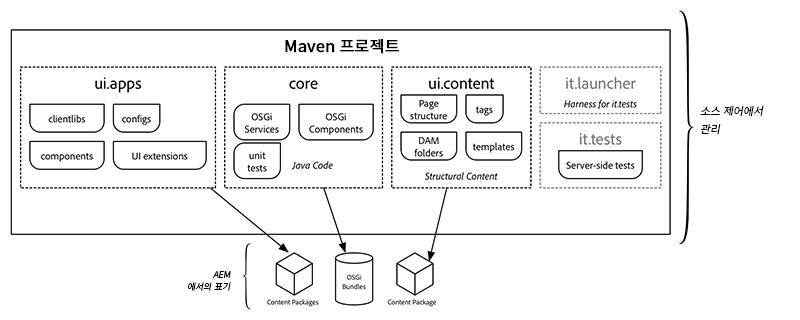 Maven 프로젝트
ui.apps
clientlibs
configs
components
UI extensions
core
OSGi
Services
OSGi
Components
unit
tests
Java Code
ui.content
Page
structure
tags
DAM
folders
templates
Structural Content
it.launcher
Harness for it.tests
it.tests
Server-side tests
소스 제어에서
관리
AEM
에서의 표기
Content Packages
OSGi
Bundles
Content Package